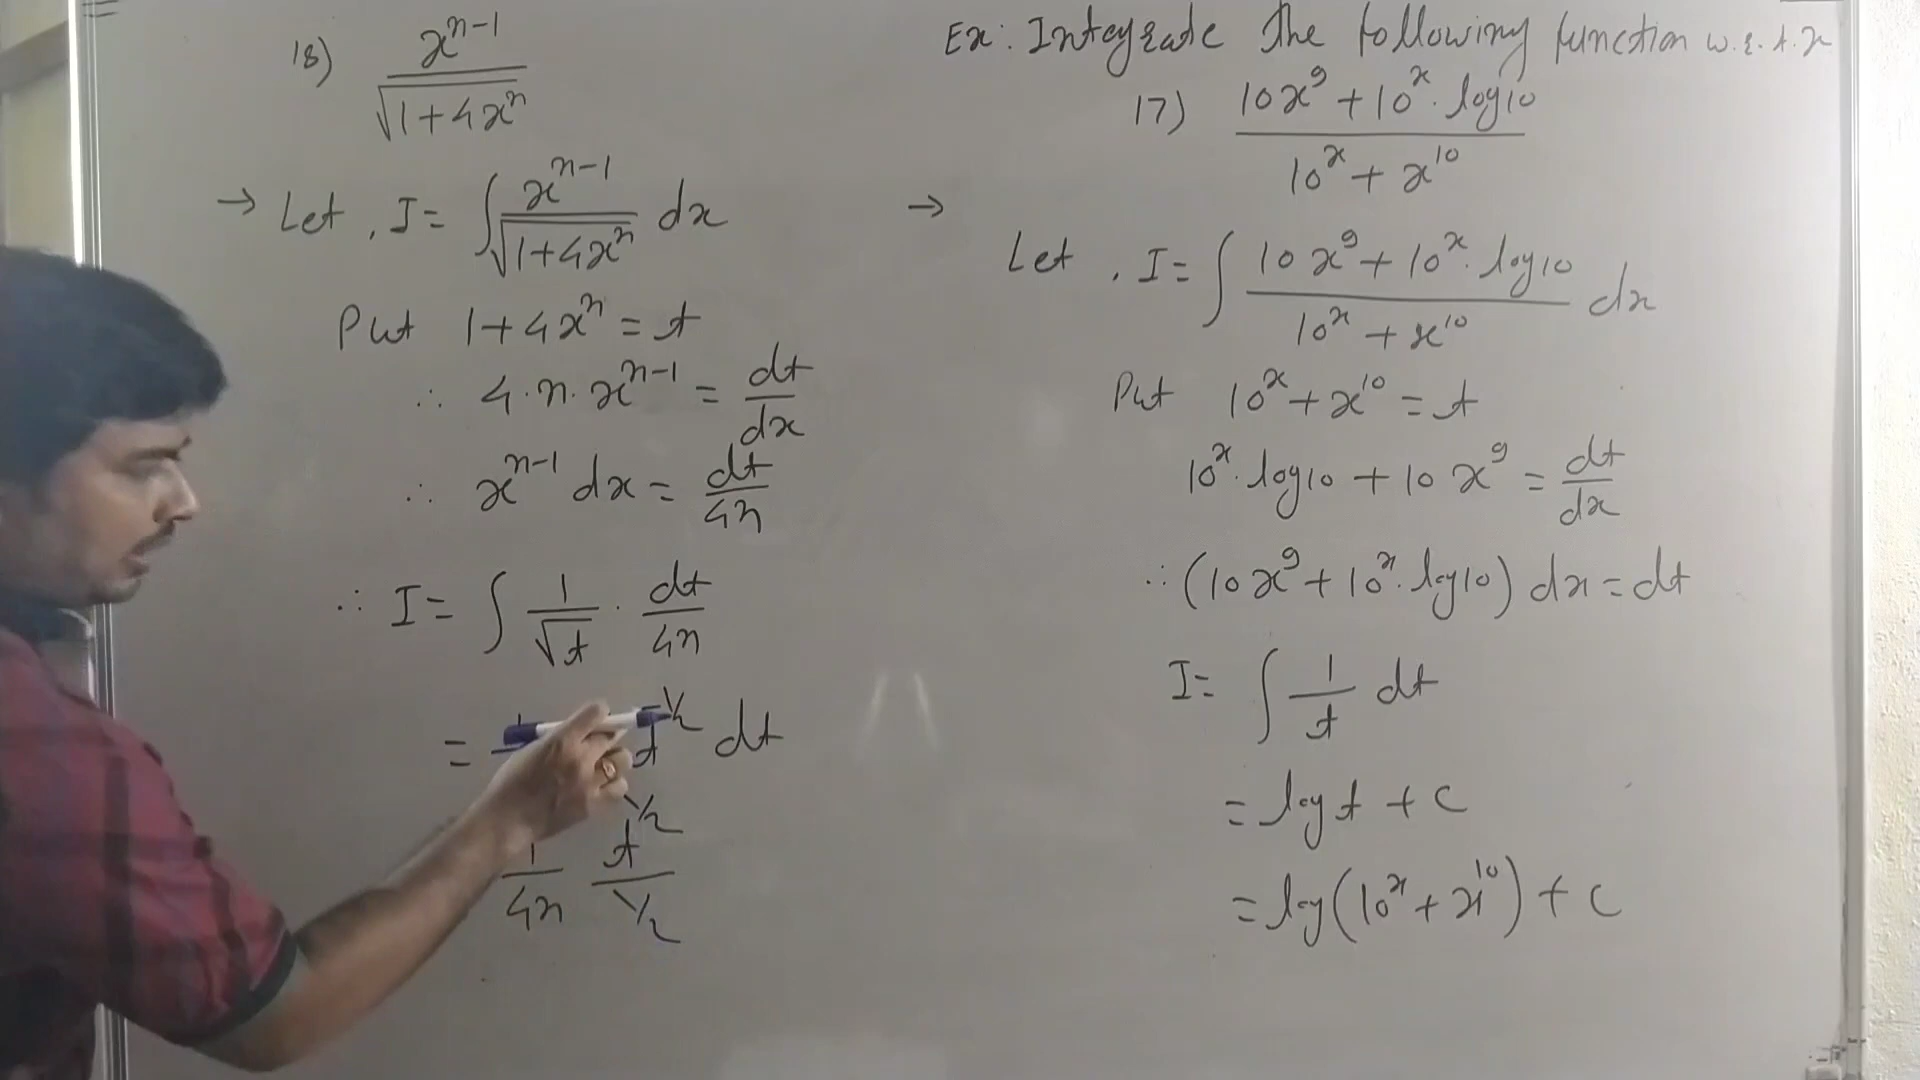 18) x^{n-1} / √(1+4x^n)
→ Let, I = ∫ x^{n-1} / √(1+4x^n) dx
Put 1+4x^n = t
∴ 4·n·x^{n-1} = dt/dx
∴ x^{n-1} dx = dt/4n
∴ I = ∫ 1/√t · dt/4n
= t^{-1/2} dt
1/4n t^{1/2} / 1/2
Ex: Integrate the following function w.r.t. x
17) 10x^9 + 10^x · log10 / 10^x + x^10
→
Let, I = ∫ 10x^9 + 10^x · log10 / 10^x + x^10 dx
Put 10^x + x^10 = t
10^x · log10 + 10x^9 = dt/dx
∴ (10x^9 + 10^x · log10) dx = dt
I = ∫ 1/t dt
= log t + c
= log(10^x + x^10) + c